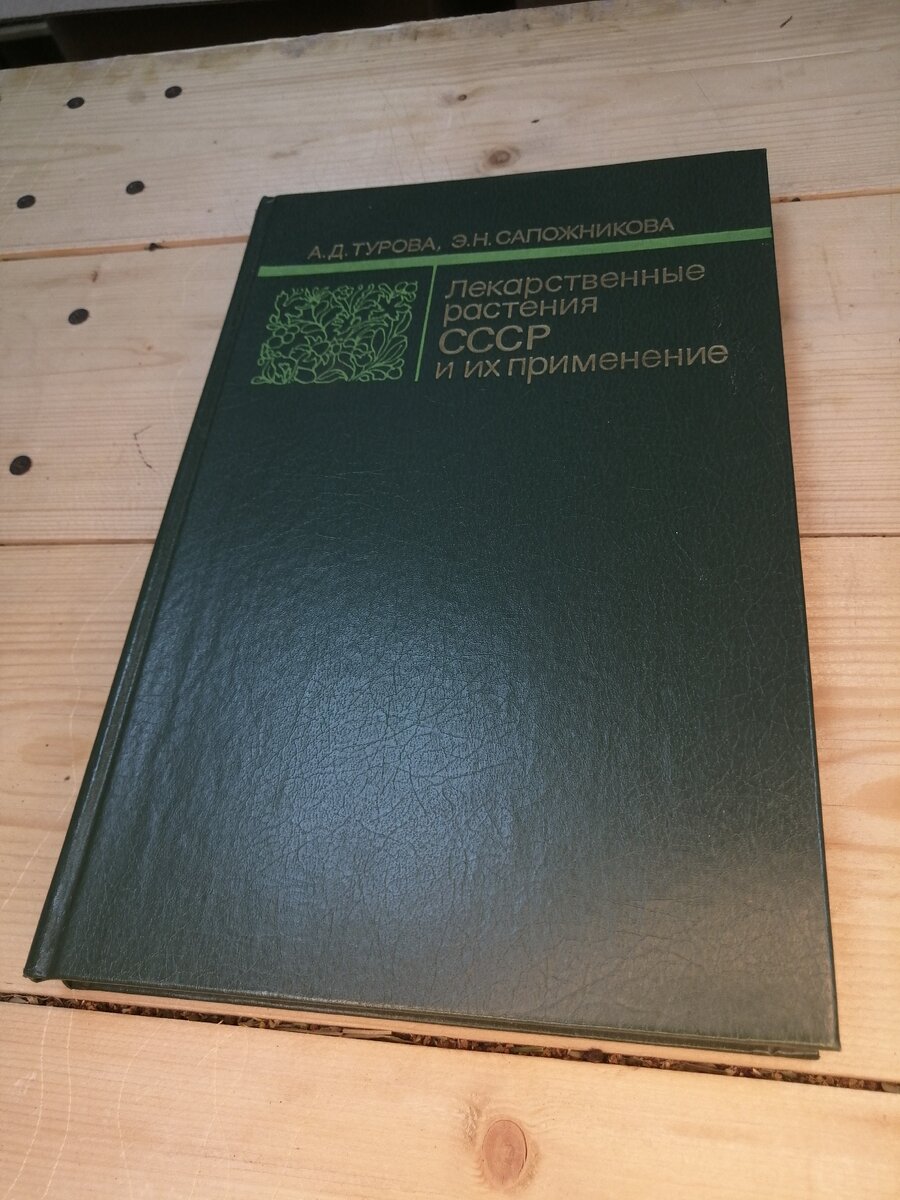 А.Д. ТУРОВА, Э.Н. САПОЖНИКОВА
Лекарственные
растения
СССР
и их применение